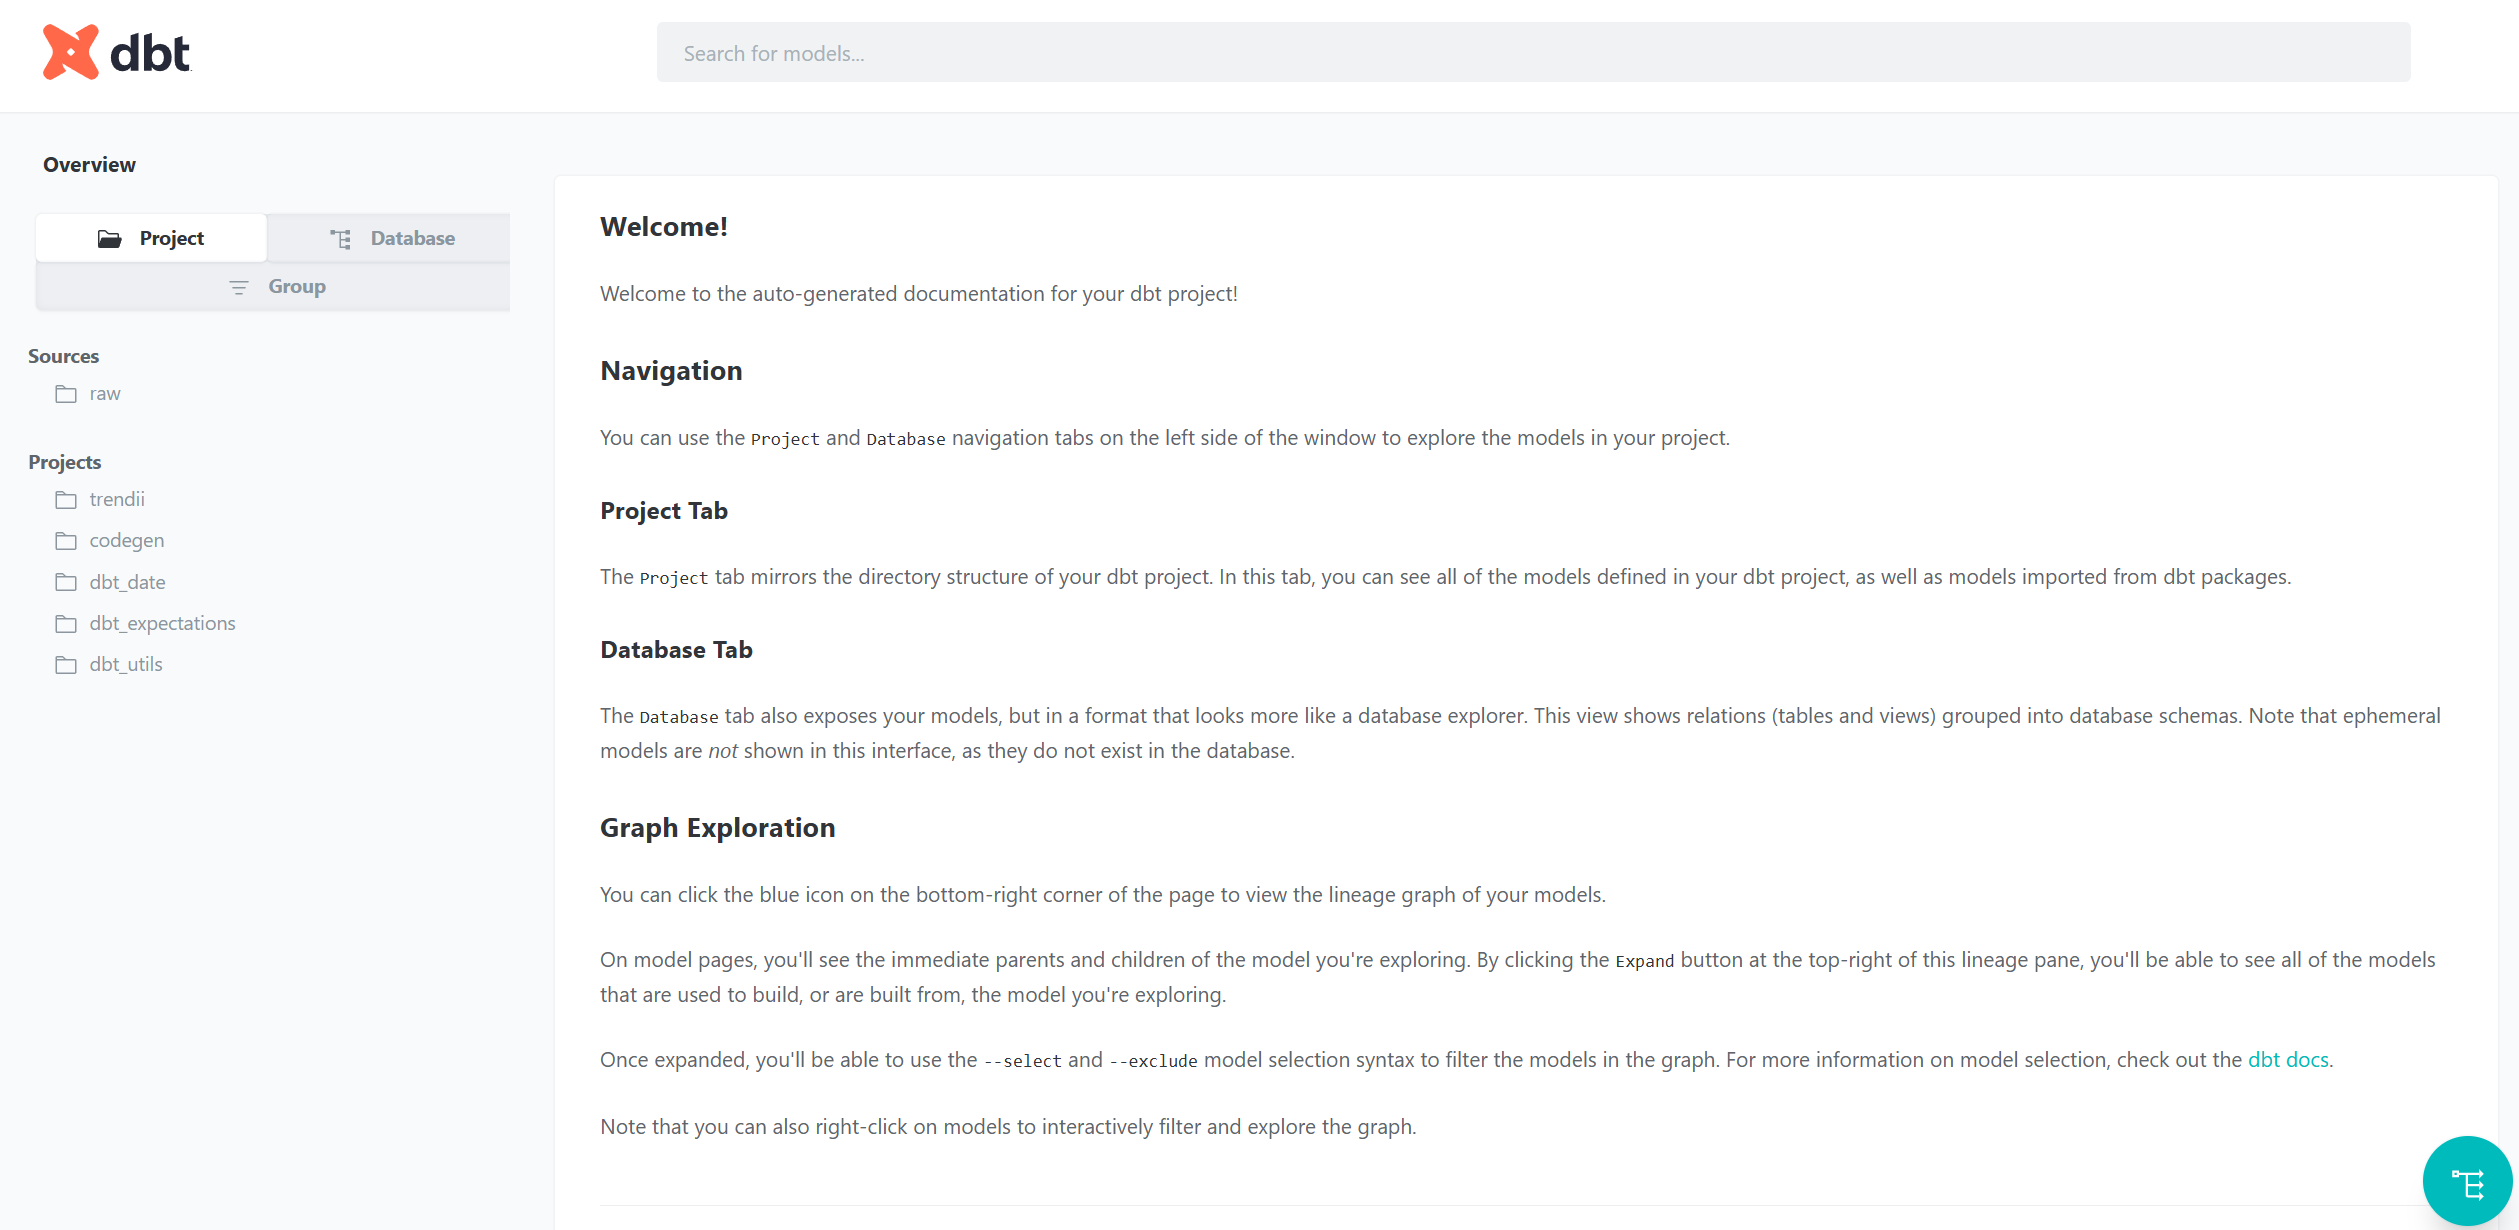 dbt
Search for models...
Overview
Project
Database
Group
Sources
raw
Projects
trendii
codegen
dbt_date
dbt_expectations
dbt_utils
Welcome!
Welcome to the auto-generated documentation for your dbt project!
Navigation
You can use the Project and Database navigation tabs on the left side of the window to explore the models in your project.
Project Tab
The Project tab mirrors the directory structure of your dbt project. In this tab, you can see all of the models defined in your dbt project, as well as models imported from dbt packages.
Database Tab
The Database tab also exposes your models, but in a format that looks more like a database explorer. This view shows relations (tables and views) grouped into database schemas. Note that ephemeral
models are not shown in this interface, as they do not exist in the database.
Graph Exploration
You can click the blue icon on the bottom-right corner of the page to view the lineage graph of your models.
On model pages, you'll see the immediate parents and children of the model you're exploring. By clicking the Expand button at the top-right of this lineage pane, you'll be able to see all of the models
that are used to build, or are built from, the model you're exploring.
Once expanded, you'll be able to use the --select and --exclude model selection syntax to filter the models in the graph. For more information on model selection, check out the dbt docs.
Note that you can also right-click on models to interactively filter and explore the graph.